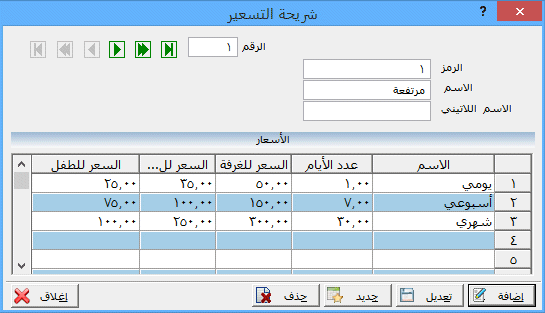 شريحة التسعير
الرقم ١
الرمز ١
الاسم مرتفعة
الاسم اللاتيني
الأسعار
الاسم عدد الأيام السعر للغرفة السعر لل... السعر للطفل
١ يومي ١,٠٠ ٥٠,٠٠ ٣٥,٠٠ ٢٥,٠٠
٢ أسبوعي ٧,٠٠ ١٥٠,٠٠ ١٠٠,٠٠ ٧٥,٠٠
٣ شهري ٣٠,٠٠ ٣٠٠,٠٠ ٢٥٠,٠٠ ١٠٠,٠٠
٤
٥
إضافة تعديل جديد حذف إغلاق